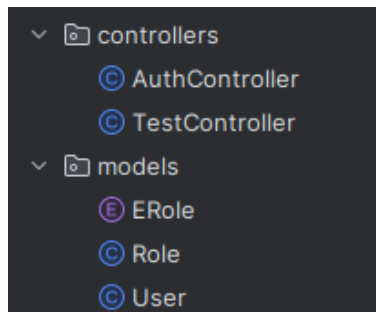 controllers
C AuthController
C TestController
models
E ERole
C Role
C User